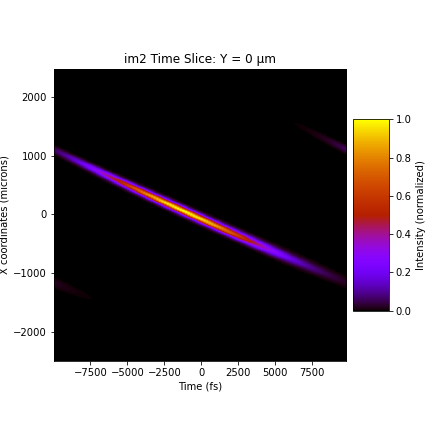 im2 Time Slice: Y = 0 μm
2000
1000
0
−1000
−2000
X coordinates (microns)
−7500 −5000 −2500 0 2500 5000 7500
Time (fs)
1.0
0.8
0.6
0.4
0.2
0.0
Intensity (normalized)